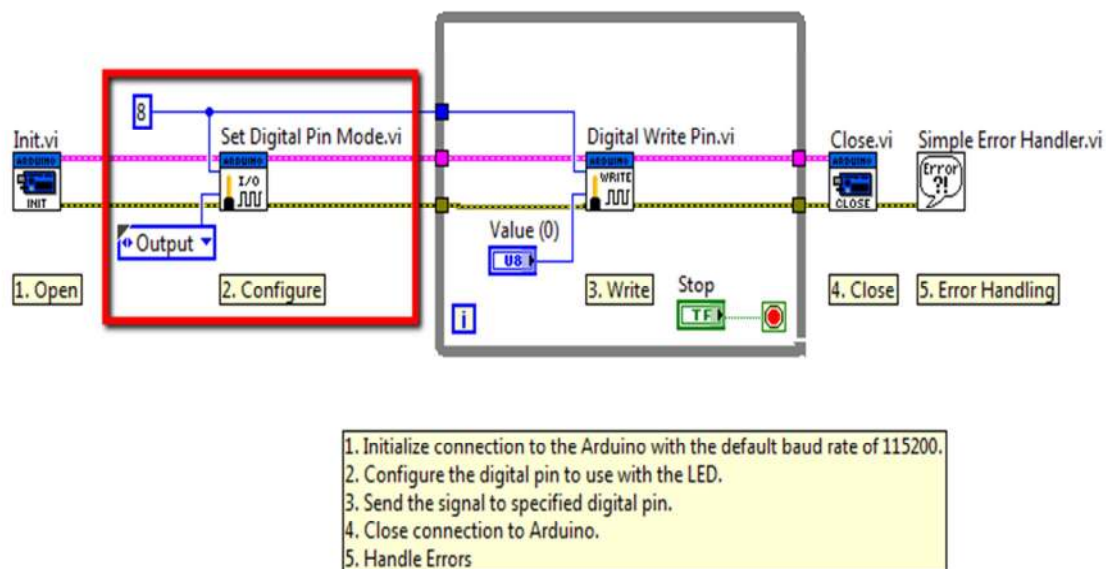 8
Init.vi
Set Digital Pin Mode.vi
Digital Write Pin.vi
Close.vi
Simple Error Handler.vi
ARDUINO
INIT
ARDUINO
I/O
ARDUINO
WRITE
ARDUINO
CLOSE
Error
?!
Output
Value (0)
U8
1. Open
2. Configure
3. Write
Stop
TF
4. Close
5. Error Handling
i
1. Initialize connection to the Arduino with the default baud rate of 115200.
2. Configure the digital pin to use with the LED.
3. Send the signal to specified digital pin.
4. Close connection to Arduino.
5. Handle Errors